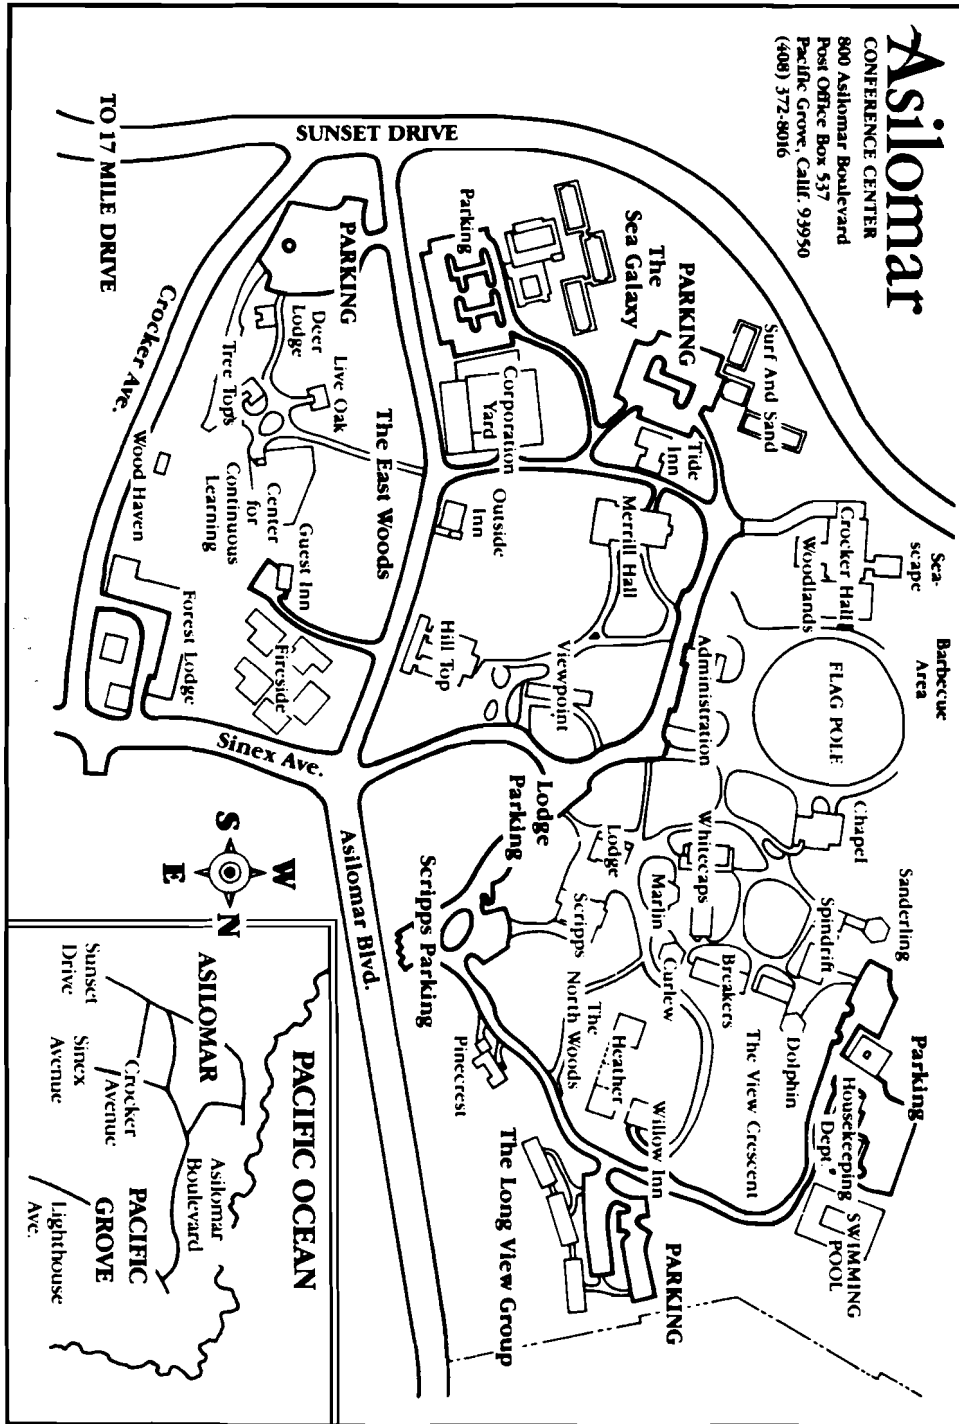 Asilomar
CONFERENCE CENTER
800 Asilomar Boulevard
Post Office Box 537
Pacific Grove, Calif. 93950
(408) 372-8016
Sea-
scape
Barbecue
Area
Sanderling
Parking
Surf And Sand
Crocker Hall
Woodlands
FLAG POLE
Chapel
Spindrift
Dolphin
Housekeeping
Dept.
SWIMMING
POOL
PARKING
The
Sea Galaxy
Tide
Inn
Merrill Hall
Administration
Whitecaps
Marlin
Breakers
Curlew
The View Crescent
Parking
Corporation
Yard
Outside
Inn
Viewpoint
Hill Top
Lodge
Parking
Lodge
Scripps
The
North Woods
Heather
Willow Inn
PARKING
SUNSET DRIVE
Scripps Parking
Pinecrest
The Long View Group
PARKING
Deer
Lodge
Live Oak
The East Woods
Tree Tops
Center
for
Continuous
Learning
Guest Inn
Fireside
Asilomar Blvd.
Sinex Ave.
TO 17 MILE DRIVE
Crocker Ave.
Wood Haven
Forest Lodge
S
W
E
N
PACIFIC OCEAN
ASILOMAR
Asilomar
Boulevard
Sunset
Drive
Crocker
Avenue
Sinex
Avenue
PACIFIC
GROVE
Lighthouse
Ave.